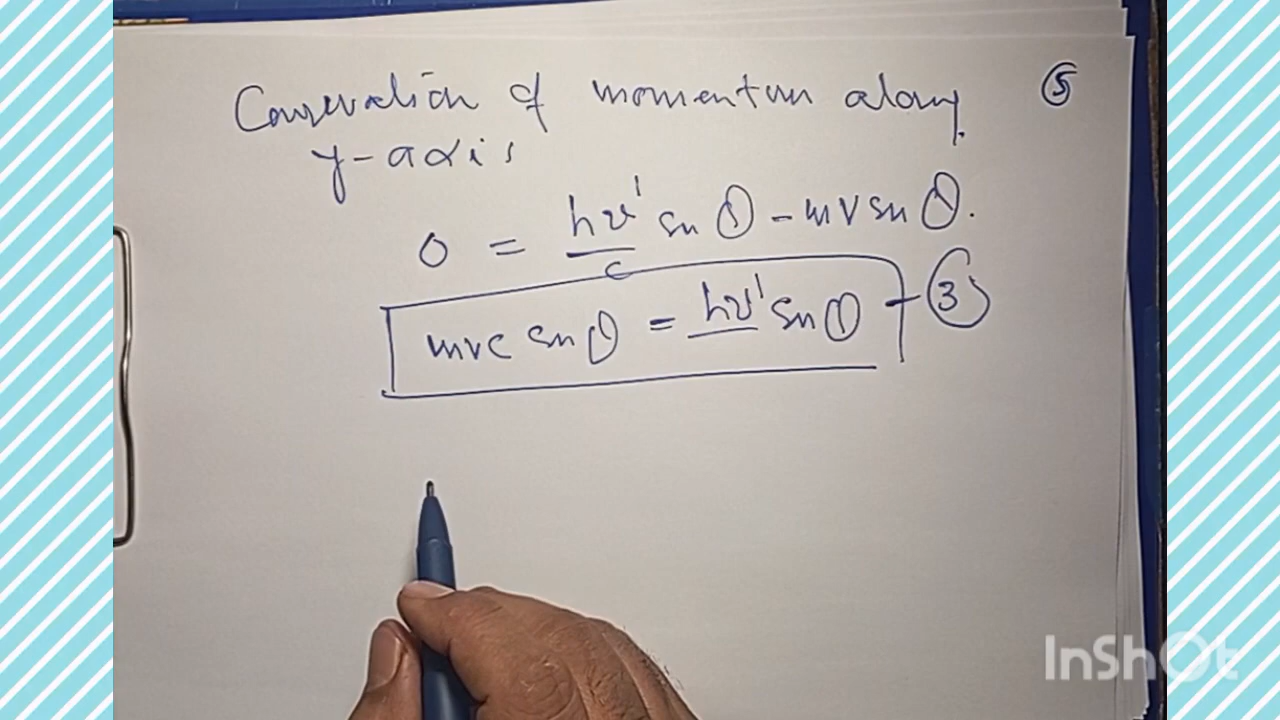 Conservation of momentum along ⑤
y-axis
0 = hν'/c sin θ - mv sin θ.
mvc sin θ = hν' sin θ - ③
InShOt